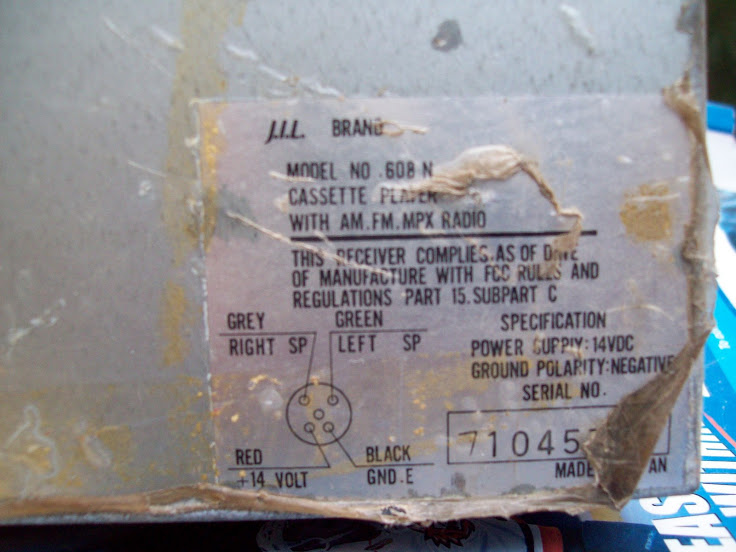 J.I.L. BRAND
MODEL NO .608 N
CASSETTE PLAYER
WITH AM.FM.MPX RADIO
THIS RECEIVER COMPLIES.AS OF DATE
OF MANUFACTURE WITH FCC RULES AND
REGULATIONS PART 15.SUBPART C
GREY
RIGHT SP
GREEN
LEFT SP
RED
+14 VOLT
BLACK
GND.E
SPECIFICATION
POWER SUPPLY:14VDC
GROUND POLARITY:NEGATIVE
SERIAL NO.
71045
MADE
EAS